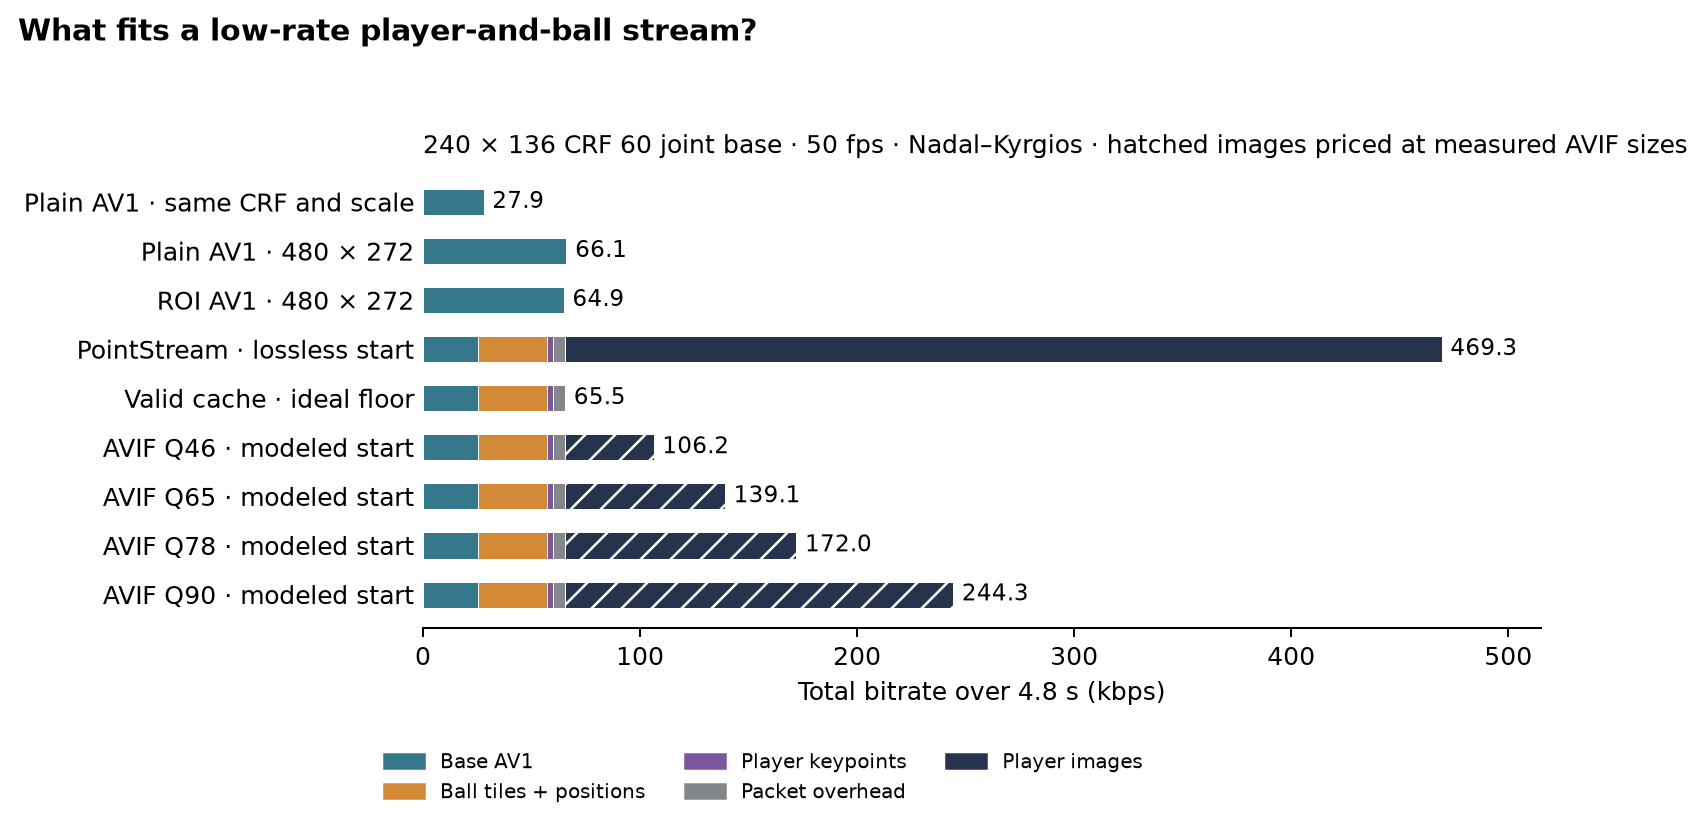 What fits a low-rate player-and-ball stream?
240 × 136 CRF 60 joint base · 50 fps · Nadal–Kyrgios · hatched images priced at measured AVIF sizes
Plain AV1 · same CRF and scale 27.9
Plain AV1 · 480 × 272 66.1
ROI AV1 · 480 × 272 64.9
PointStream · lossless start 469.3
Valid cache · ideal floor 65.5
AVIF Q46 · modeled start 106.2
AVIF Q65 · modeled start 139.1
AVIF Q78 · modeled start 172.0
AVIF Q90 · modeled start 244.3
0 100 200 300 400 500
Total bitrate over 4.8 s (kbps)
Base AV1 Player keypoints Player images
Ball tiles + positions Packet overhead